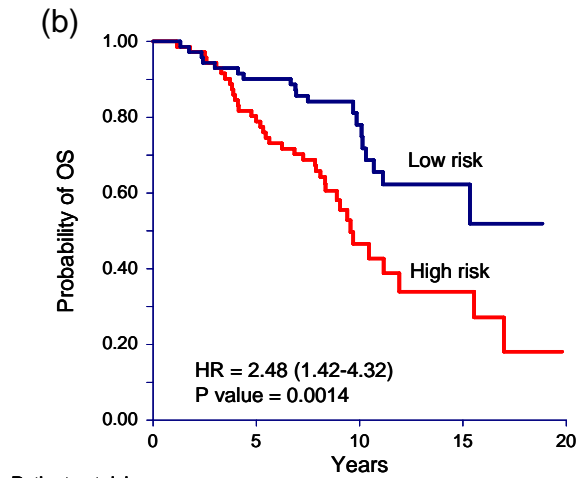 (b)
1.00
0.80
0.60
0.40
0.20
0.00
Probability of OS
Low risk
High risk
HR = 2.48 (1.42-4.32)
P value = 0.0014
0 5 10 15 20
Years